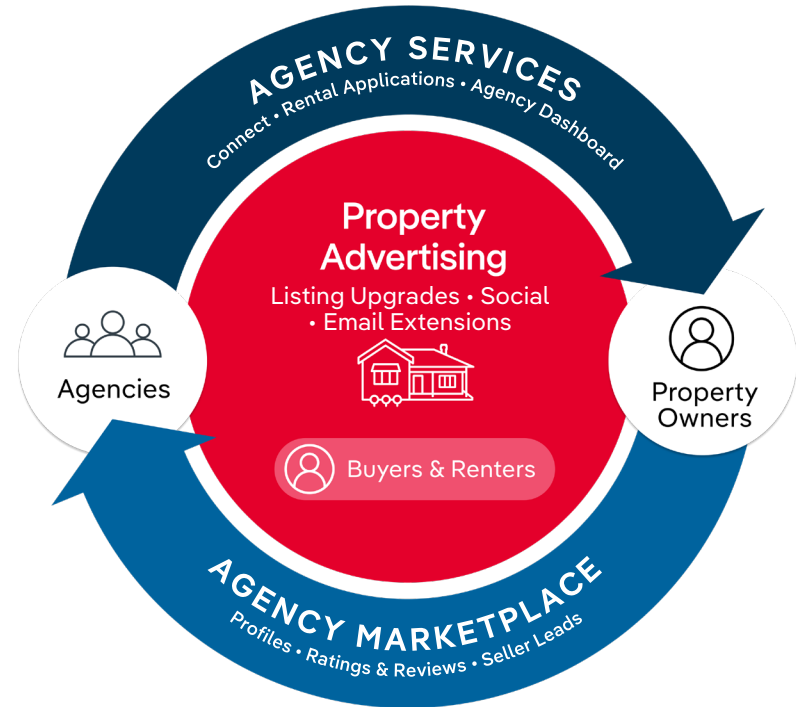 AGENCY SERVICES
Connect • Rental Applications • Agency Dashboard
Property
Advertising
Listing Upgrades • Social
• Email Extensions
Agencies
Property
Owners
Buyers & Renters
AGENCY MARKETPLACE
Profiles • Ratings & Reviews • Seller Leads